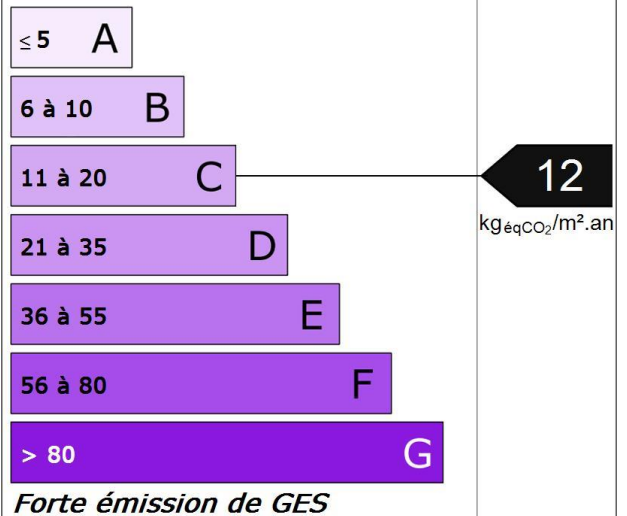 ≤ 5 A
6 à 10 B
11 à 20 C
12
kgéqCO₂/m².an
21 à 35 D
36 à 55 E
56 à 80 F
> 80 G
Forte émission de GES